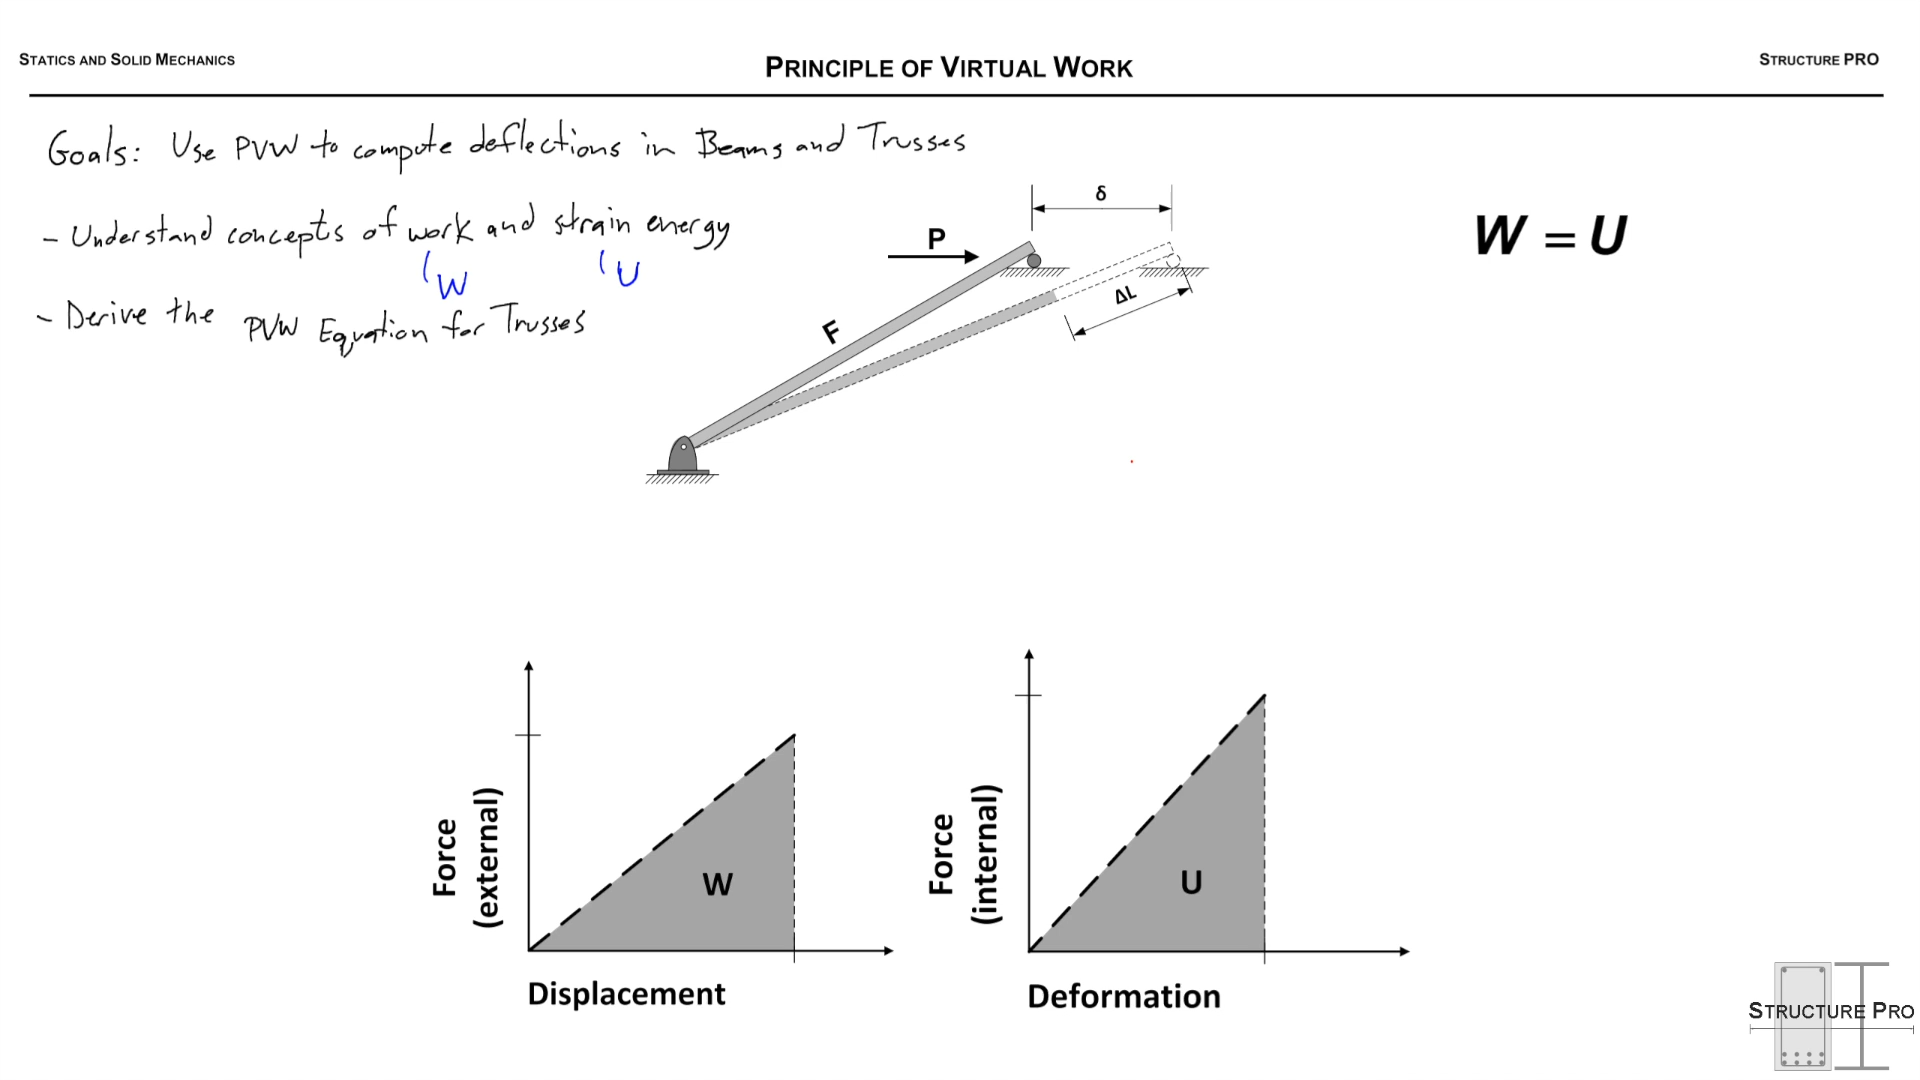 STATICS AND SOLID MECHANICS
PRINCIPLE OF VIRTUAL WORK
STRUCTURE PRO
Goals: Use PVW to compute deflections in Beams and Trusses
- Understand concepts of work and strain energy
W
U
- Derive the PVW Equation for Trusses
δ
P
W = U
ΔL
F
Force
(external)
W
Displacement
Force
(internal)
U
Deformation
STRUCTURE PRO